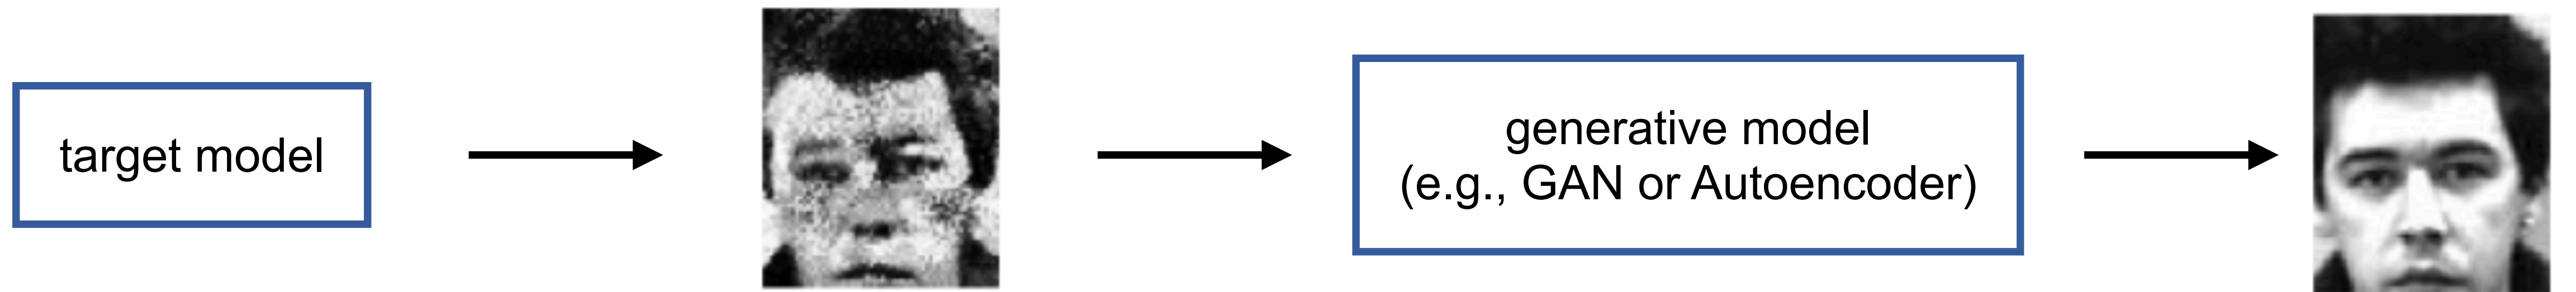 target model
generative model
(e.g., GAN or Autoencoder)